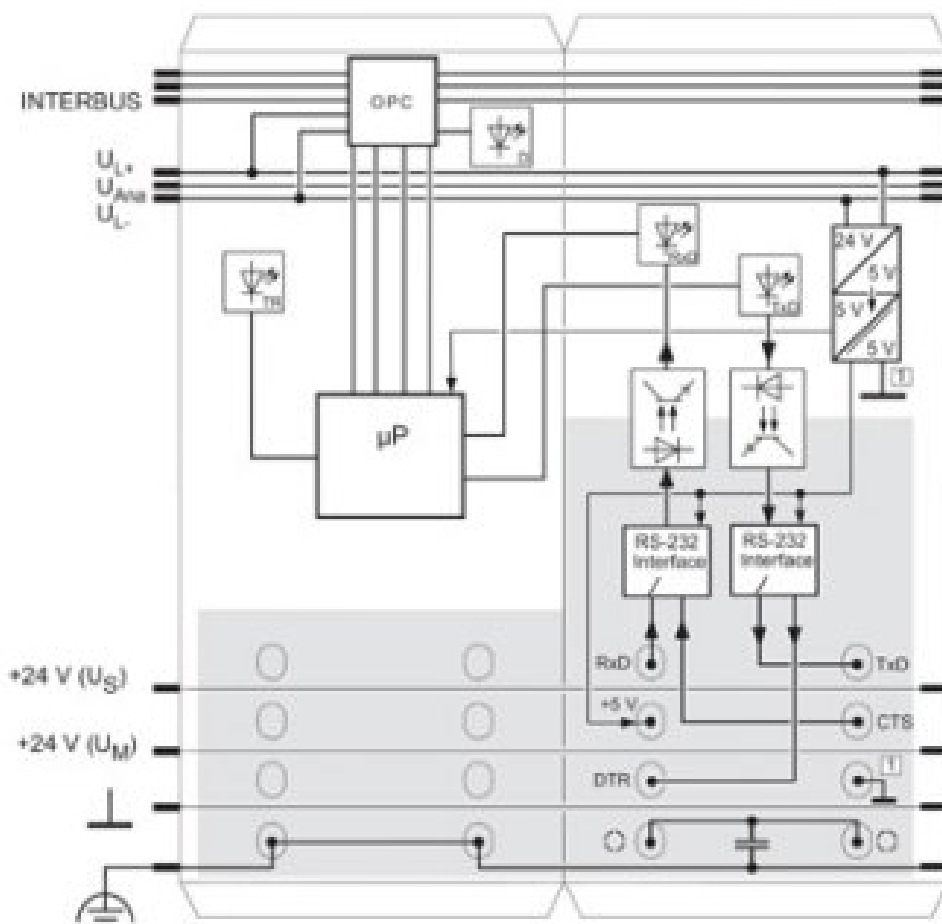 OPC
INTERBUS
D
UL+
UAna
UL-
24 V
5 V
5 V
5 V
1
RxD
TxD
TR
µP
RS-232
Interface
RS-232
Interface
RxD
TxD
+24 V (US)
+5 V
CTS
+24 V (UM)
DTR
1